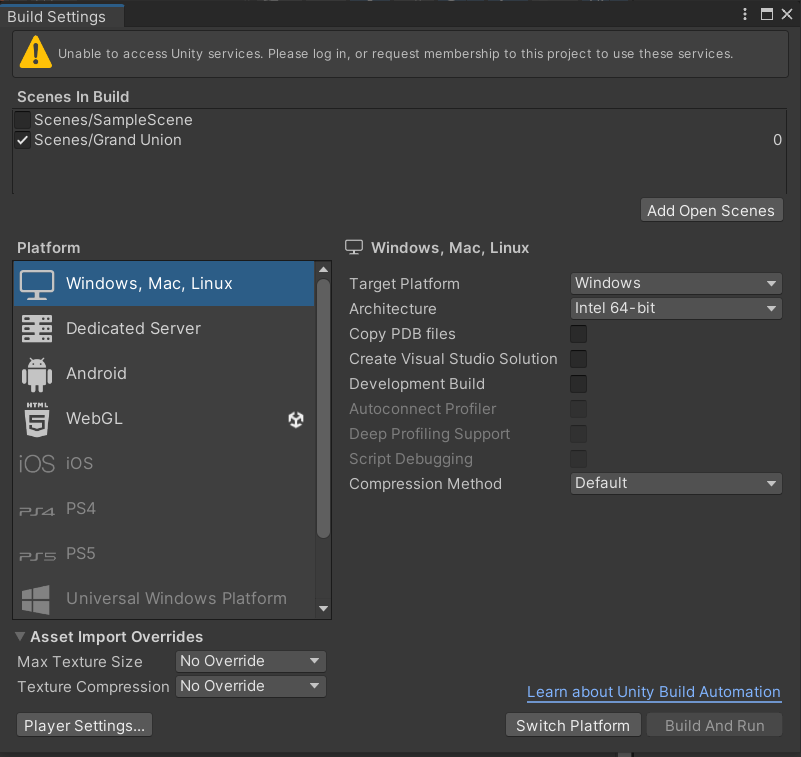 Build Settings
Unable to access Unity services. Please log in, or request membership to this project to use these services.
Scenes In Build
Scenes/SampleScene
Scenes/Grand Union 0
Add Open Scenes
Platform
Windows, Mac, Linux
Dedicated Server
Android
HTML
5
WebGL
iOS iOS
PS4 PS4
PS5 PS5
Universal Windows Platform
Windows, Mac, Linux
Target Platform Windows
Architecture Intel 64-bit
Copy PDB files
Create Visual Studio Solution
Development Build
Autoconnect Profiler
Deep Profiling Support
Script Debugging
Compression Method Default
Asset Import Overrides
Max Texture Size No Override
Texture Compression No Override
Learn about Unity Build Automation
Player Settings... Switch Platform Build And Run